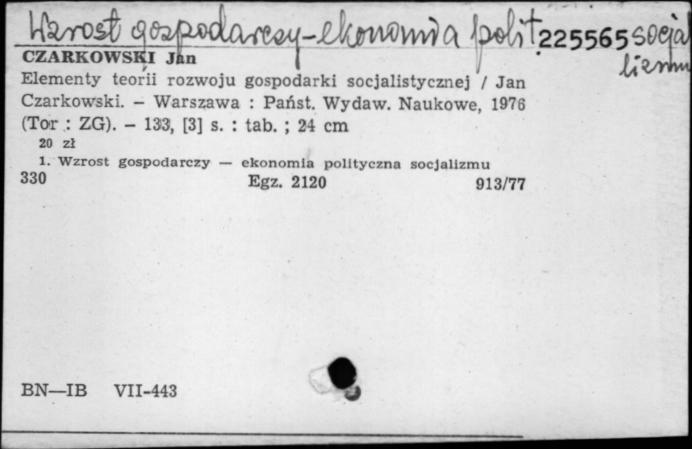 Wzrost gospodarczy-ekonomia polit 225565 socja
lizmu
CZARKOWSKI Jan
Elementy teorii rozwoju gospodarki socjalistycznej / Jan
Czarkowski. — Warszawa : Państ. Wydaw. Naukowe, 1976
(Tor : ZG). — 133, [3] s. : tab. ; 24 cm
20 zł
1. Wzrost gospodarczy — ekonomia polityczna socjalizmu
330 Egz. 2120 913/77
BN—IB VII-443